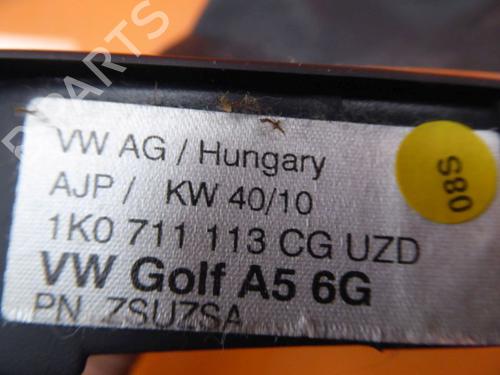 PARTS
VW AG / Hungary
AJP / KW 40/10
1K0 711 113 CG UZD
VW Golf A5 6G
PN ZSUZSA
08S